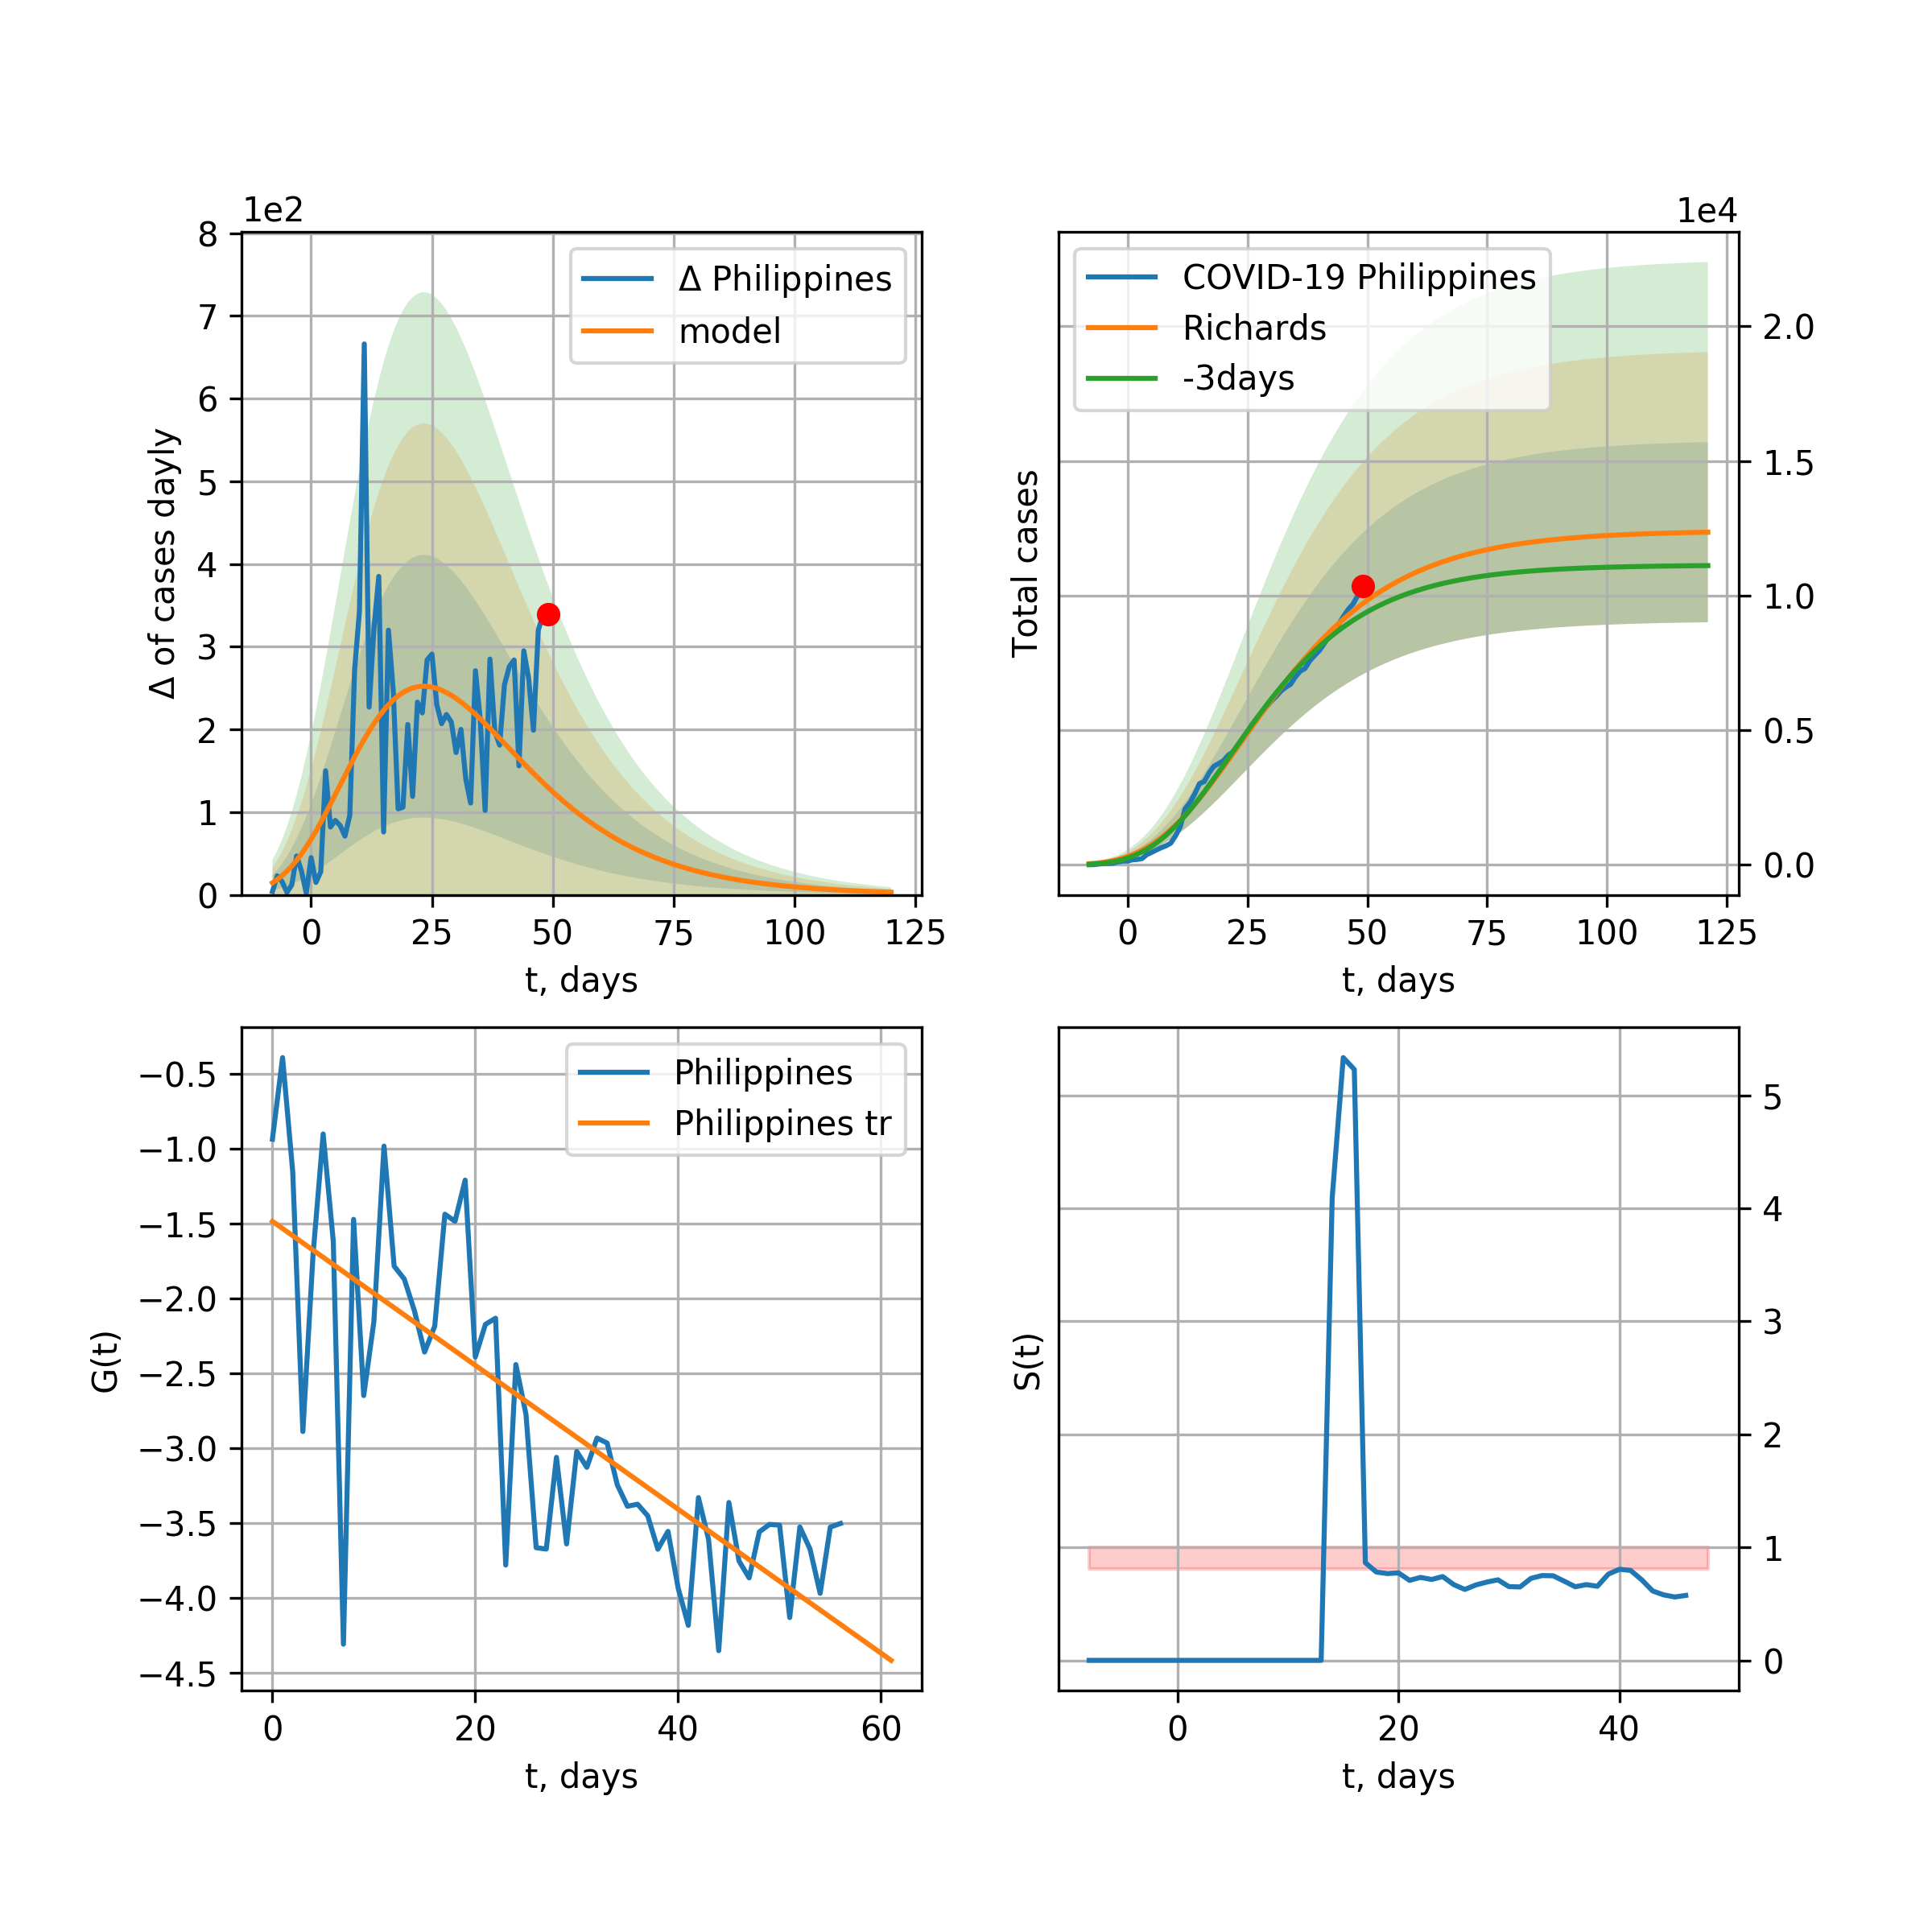 1e2
8
7
6
5
4
3
2
1
0
Δ of cases dayly
Δ Philippines
model
0 25 50 75 100 125
t, days
1e4
COVID-19 Philippines
Richards
-3days
Total cases
2.0
1.5
1.0
0.5
0.0
0 25 50 75 100 125
t, days
−0.5
−1.0
−1.5
−2.0
−2.5
−3.0
−3.5
−4.0
−4.5
G(t)
Philippines
Philippines tr
0 20 40 60
t, days
S(t)
5
4
3
2
1
0
0 20 40
t, days